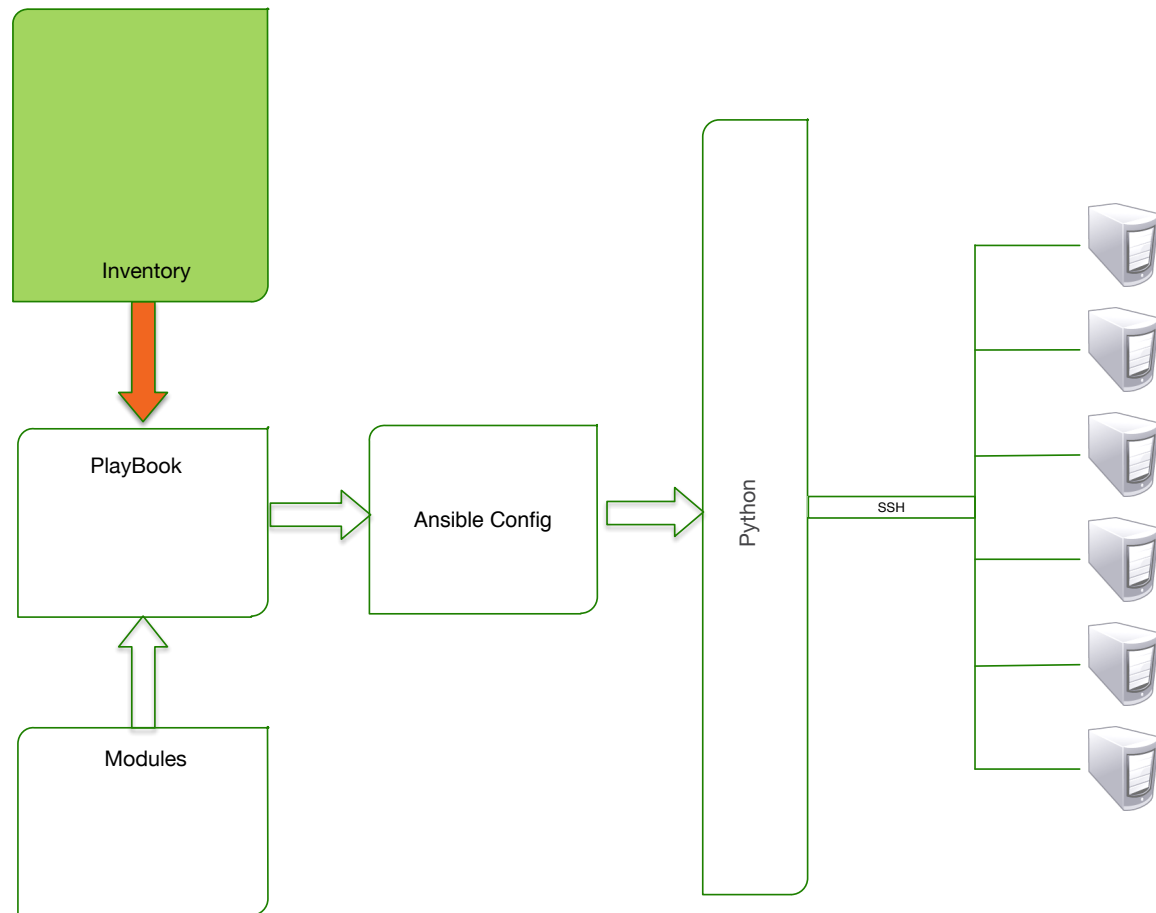 Inventory
PlayBook
Ansible Config
Python
SSH
Modules